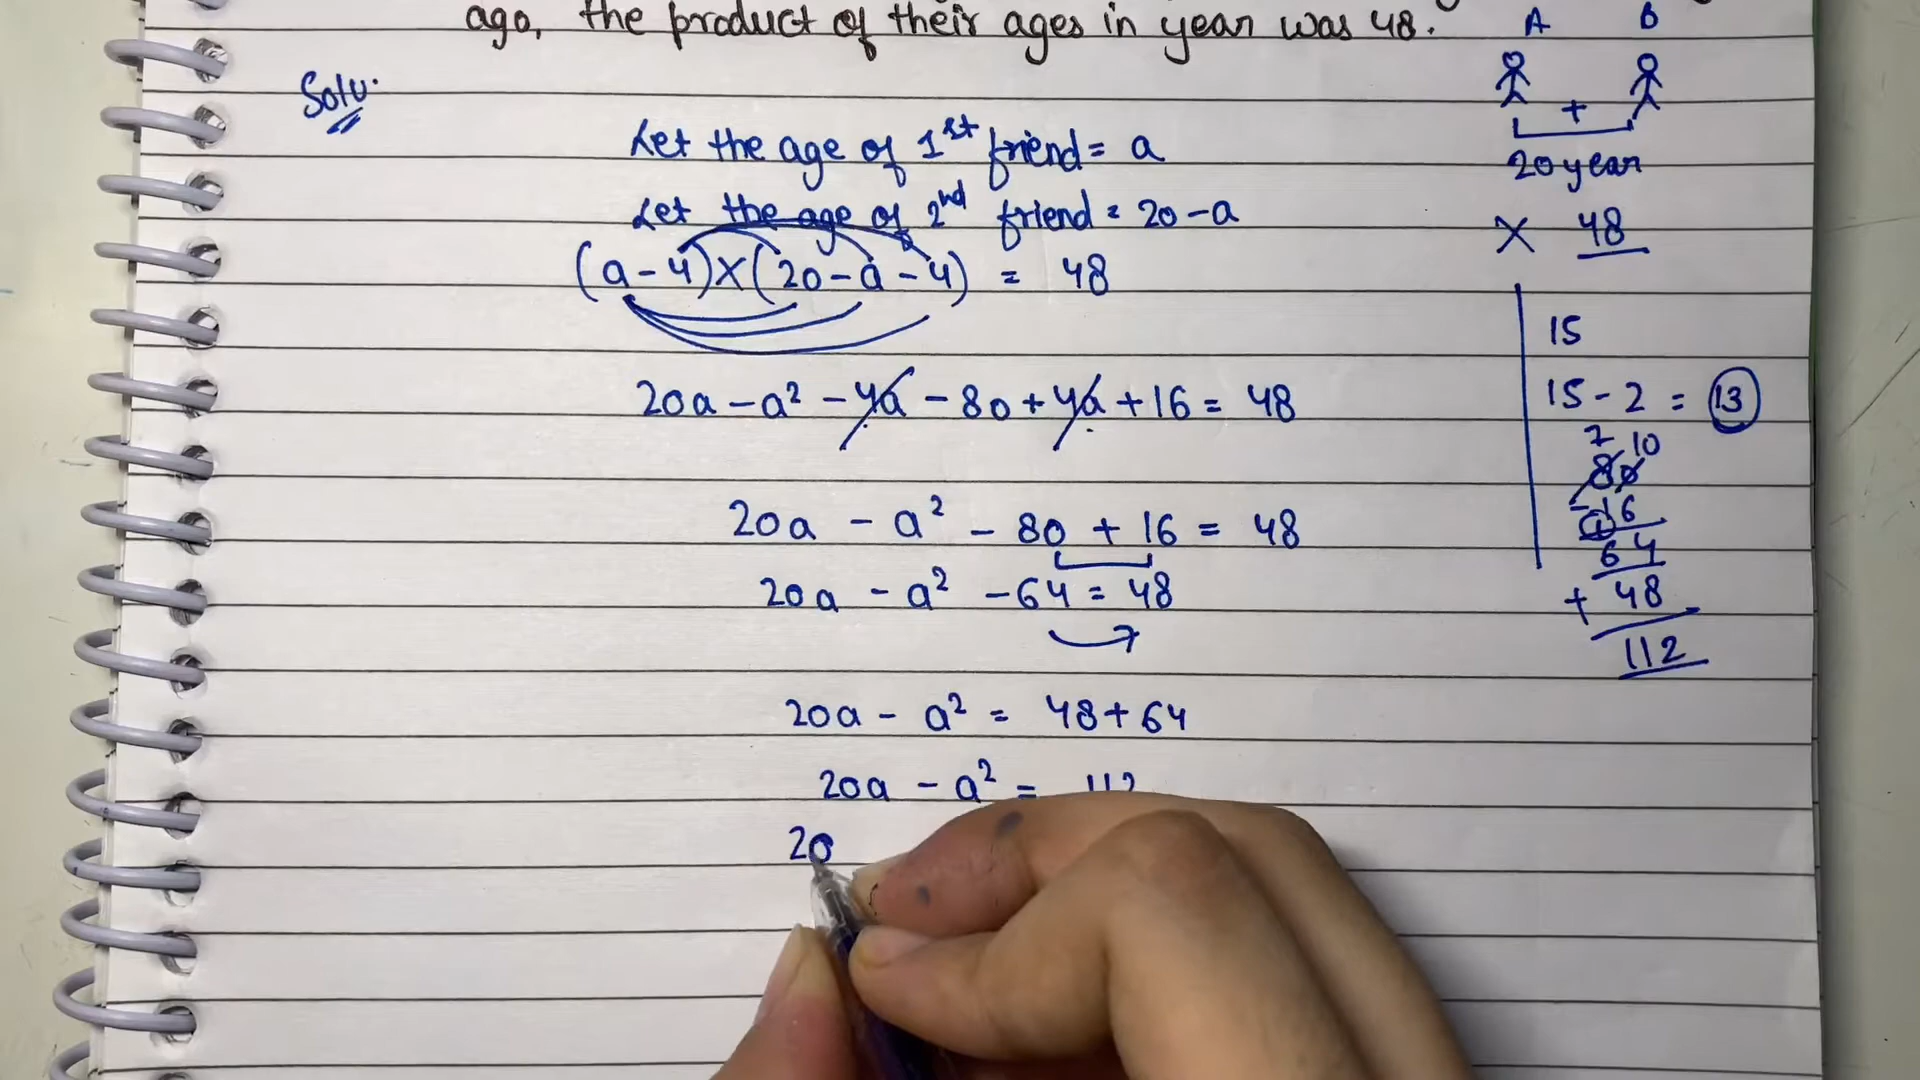 ago, the product of their ages in year was 48.
A B
Solu.
+
20 year
Let the age of 1st friend = a
Let the age of 2nd friend = 20 - a
X 48
(a - 4) X (20 - a - 4) = 48
15
15 - 2 = 13
20a - a² - 4a - 80 + 4a + 16 = 48
7 10
80
- 16
64
+ 48
112
20a - a² - 80 + 16 = 48
20a - a² - 64 = 48
20a - a² = 48 + 64
20a - a² = 112
20